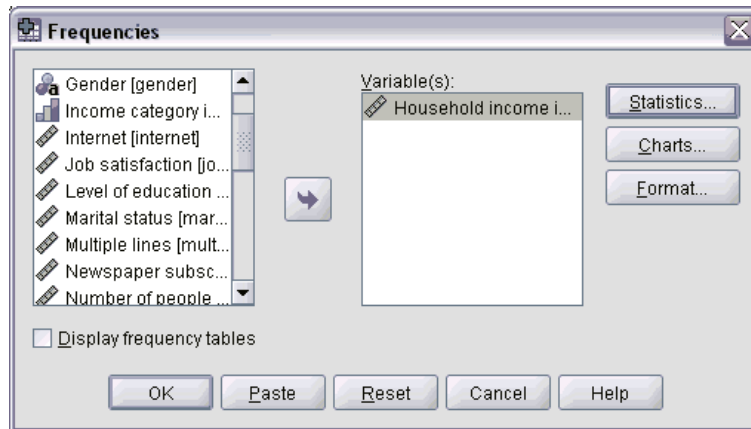 Frequencies
Gender [gender]
Income category i...
Internet [internet]
Job satisfaction [jo...
Level of education ...
Marital status [mar...
Multiple lines [mult...
Newspaper subsc...
Number of people ...
Variable(s):
Household income i...
Statistics...
Charts...
Format...
Display frequency tables
OK
Paste
Reset
Cancel
Help